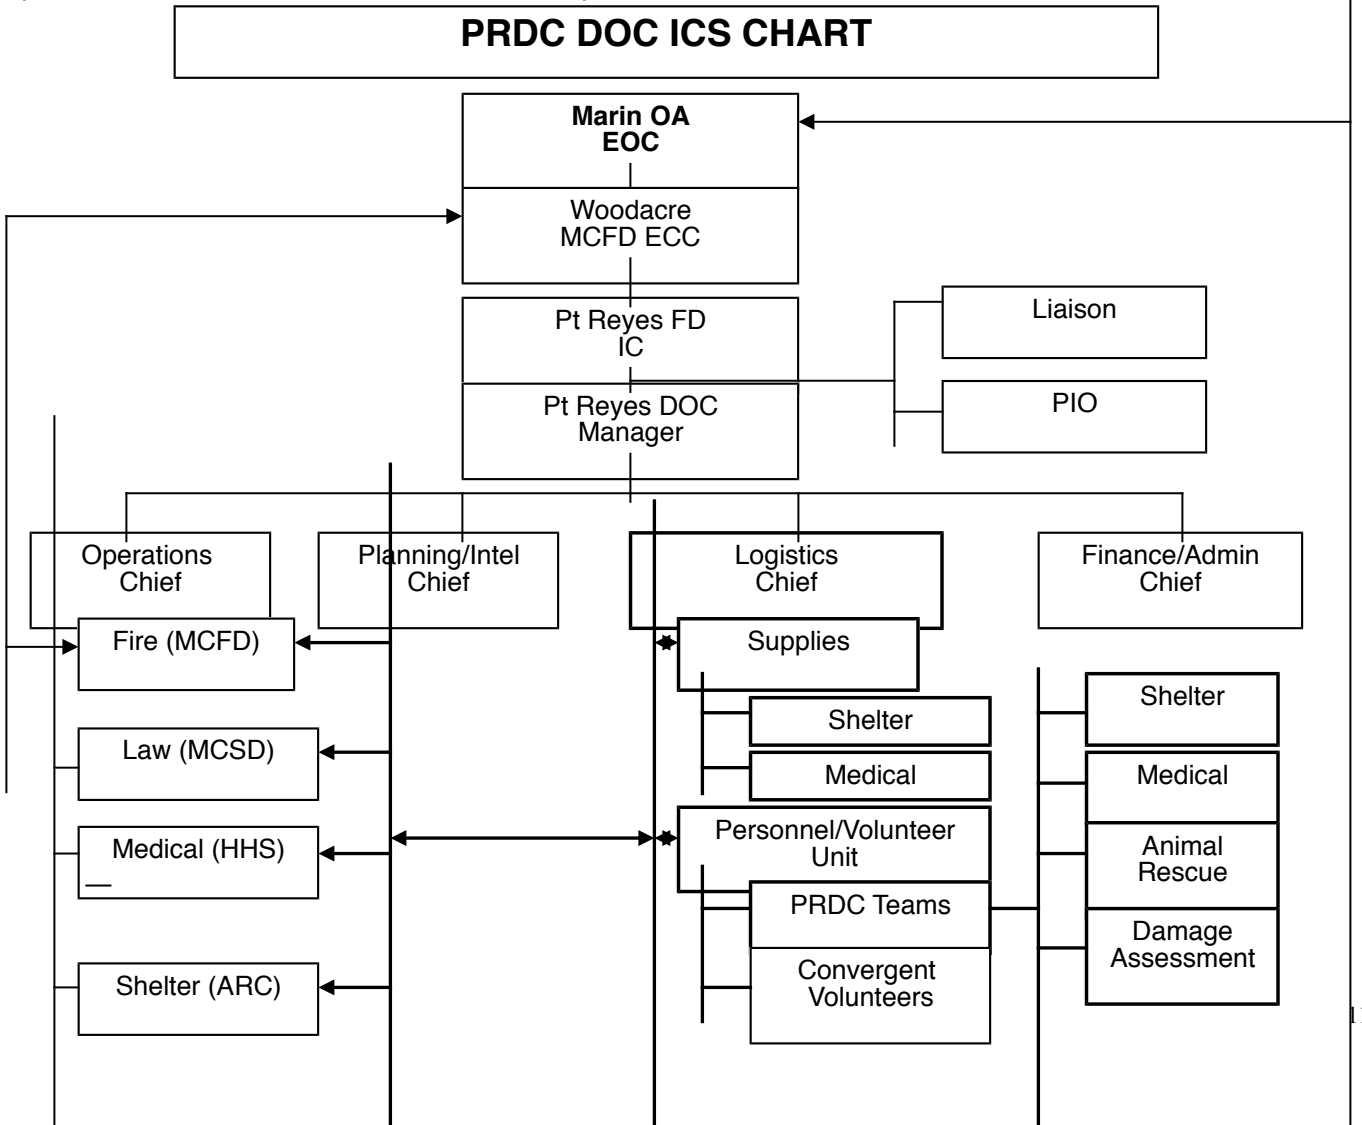 PRDC DOC ICS CHART
Marin OA
EOC
Woodacre
MCFD ECC
Pt Reyes FD
IC
Liaison
Pt Reyes DOC
Manager
PIO
Operations
Chief
Planning/Intel
Chief
Logistics
Chief
Finance/Admin
Chief
Fire (MCFD)
Supplies
Shelter
Shelter
Law (MCSD)
Medical
Medical
Medical (HHS)
Personnel/Volunteer
Unit
Animal
Rescue
PRDC Teams
Damage
Assessment
Shelter (ARC)
Convergent
Volunteers